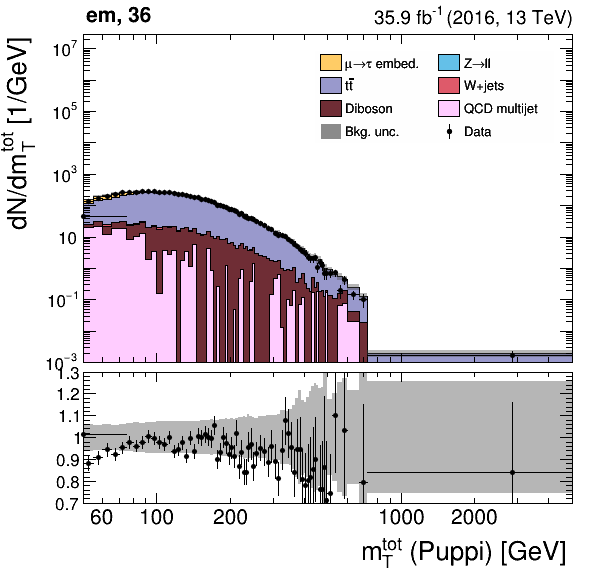 em, 36
35.9 fb⁻¹ (2016, 13 TeV)
dN/dm_T^tot [1/GeV]
10⁷
10⁵
10³
10
10⁻¹
10⁻³
μ→τ embed.
Z→ll
tt̄
W+jets
Diboson
QCD multijet
Bkg. unc.
Data
1.3
1.2
1.1
1
0.9
0.8
0.7
60
100
200
1000
2000
m_T^tot (Puppi) [GeV]